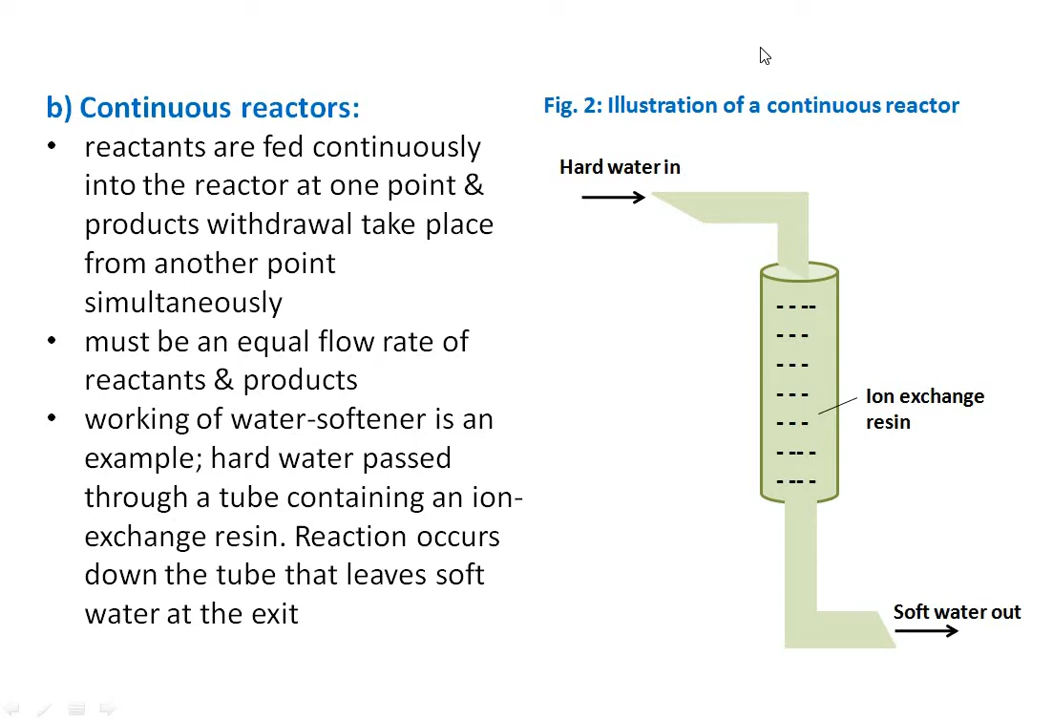 b) Continuous reactors:
• reactants are fed continuously
into the reactor at one point &
products withdrawal take place
from another point
simultaneously
• must be an equal flow rate of
reactants & products
• working of water-softener is an
example; hard water passed
through a tube containing an ion-
exchange resin. Reaction occurs
down the tube that leaves soft
water at the exit
Fig. 2: Illustration of a continuous reactor
Hard water in
Ion exchange
resin
Soft water out